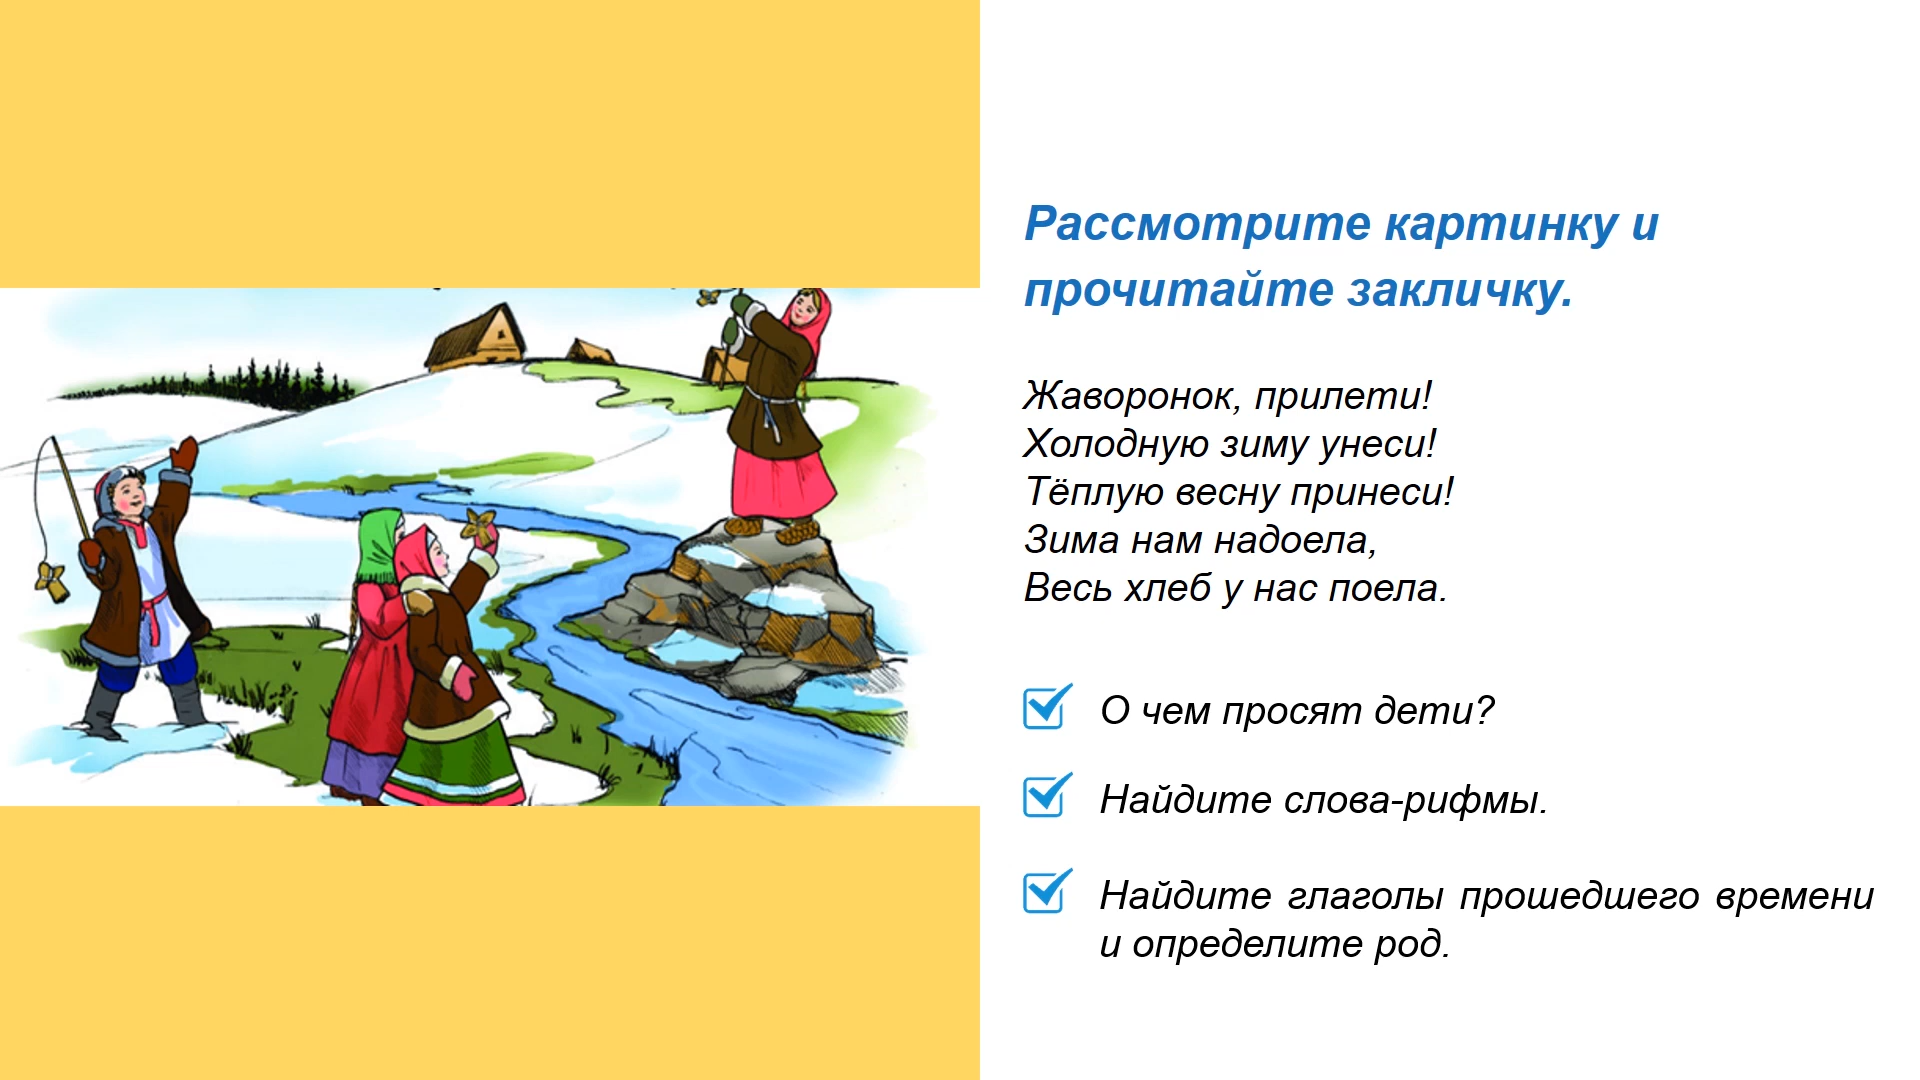 Рассмотрите картинку и
прочитайте закличку.
Жаворонок, прилети!
Холодную зиму унеси!
Тёплую весну принеси!
Зима нам надоела,
Весь хлеб у нас поела.
О чем просят дети?
Найдите слова-рифмы.
Найдите глаголы прошедшего времени
и определите род.